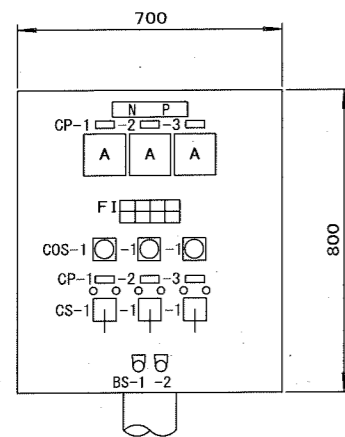 700
N P
CP-1 -2 -3
A A A
FI
800
COS-1 -1 -1
CP-1 -2 -3
CS-1 -1 -1
BS-1 -2